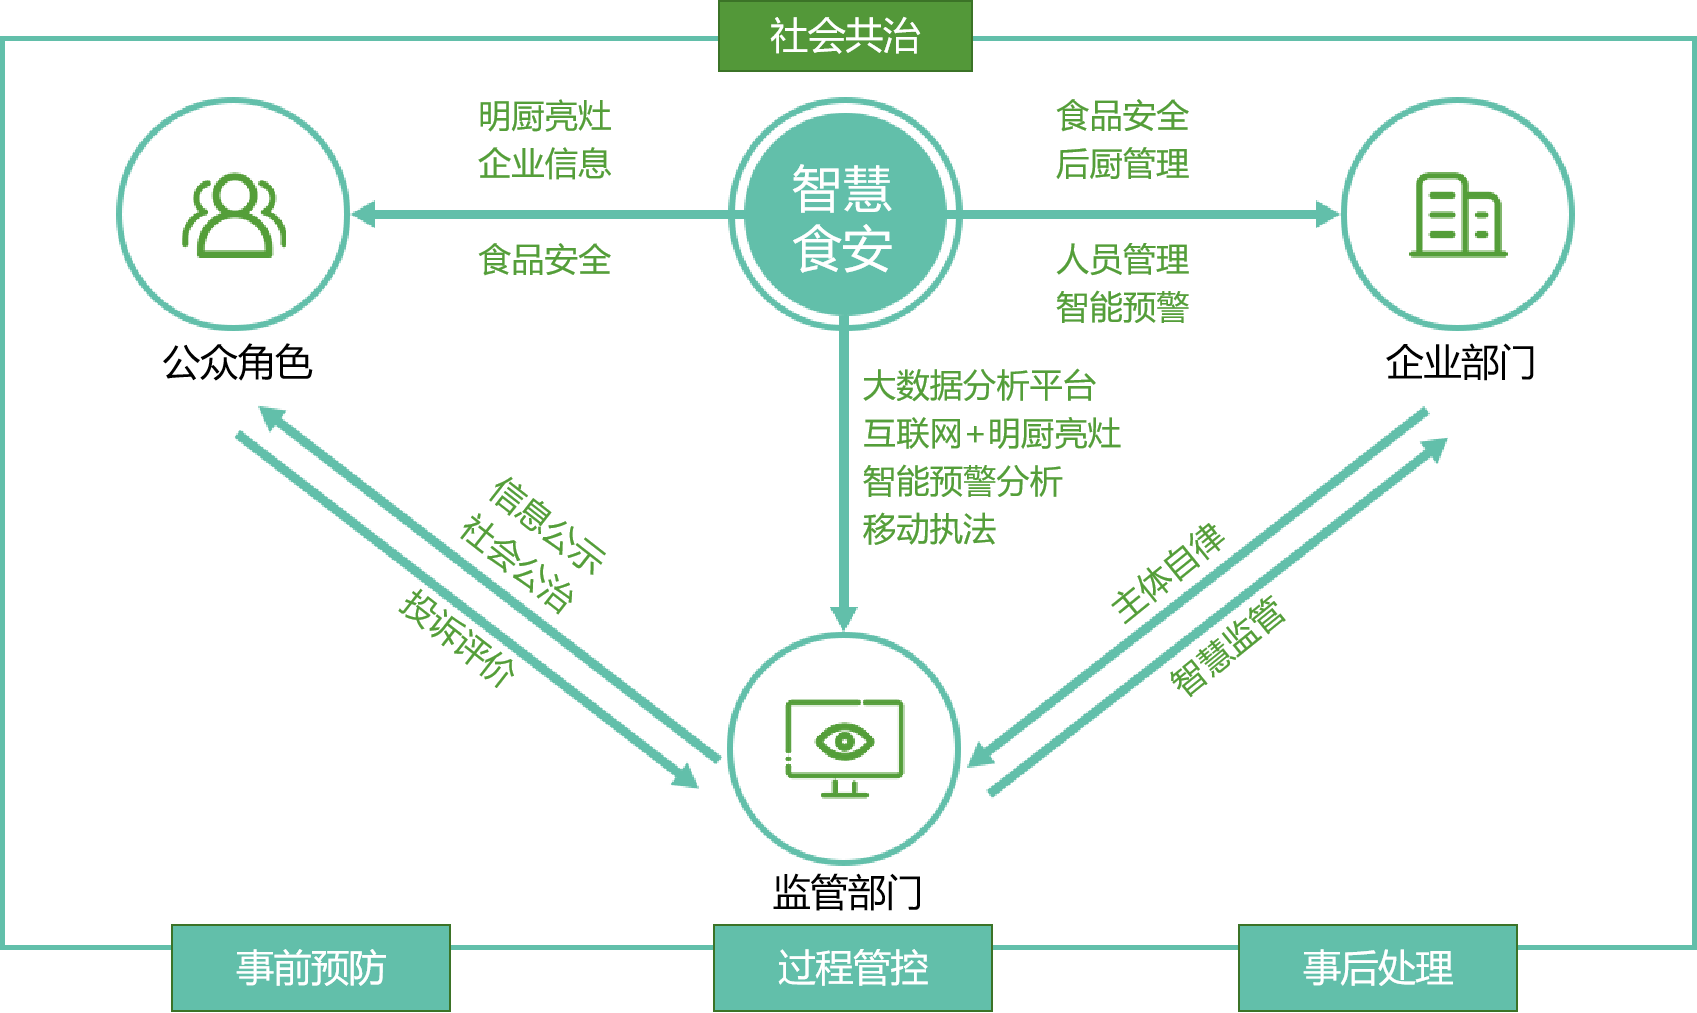 社会共治
明厨亮灶
企业信息
食品安全
智慧
食安
食品安全
后厨管理
人员管理
智能预警
公众角色
企业部门
大数据分析平台
互联网+明厨亮灶
智能预警分析
移动执法
信息公示
社会公治
投诉评价
主体自律
智慧监管
监管部门
事前预防
过程管控
事后处理